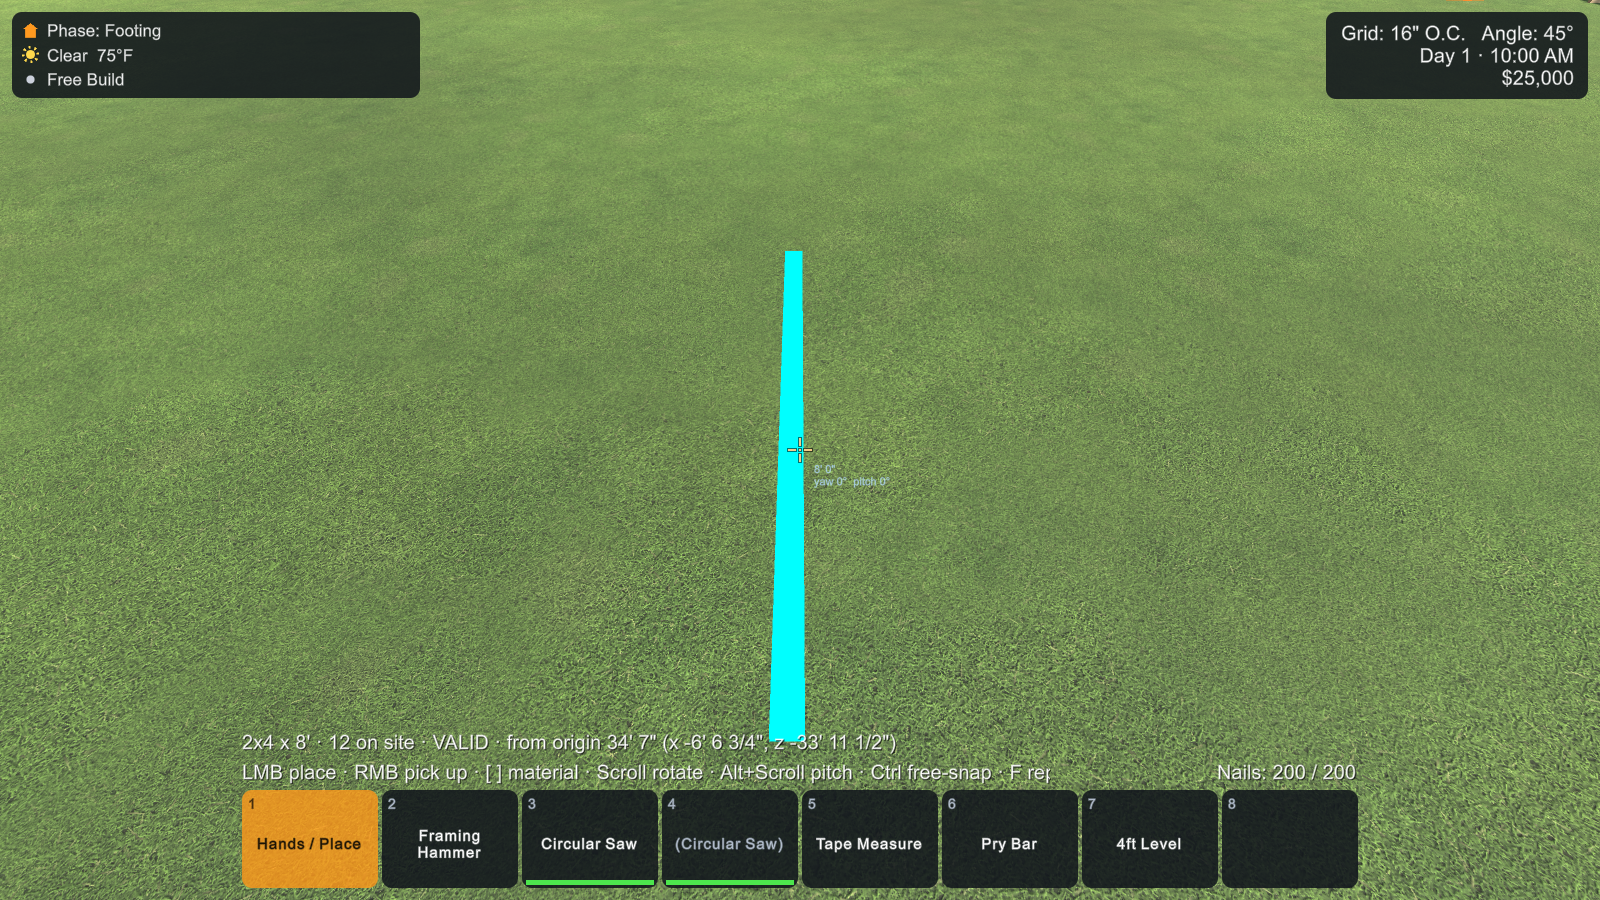 Phase: Footing
Clear 75°F
Free Build
Grid: 16" O.C. Angle: 45°
Day 1 · 10:00 AM
$25,000
8' 0"
yaw 0° pitch 0°
2x4 x 8' · 12 on site · VALID · from origin 34' 7" (x -6' 6 3/4", z -33' 11 1/2")
LMB place · RMB pick up · [ ] material · Scroll rotate · Alt+Scroll pitch · Ctrl free-snap · F rep
Nails: 200 / 200
1
Hands / Place
2
Framing
Hammer
3
Circular Saw
4
(Circular Saw)
5
Tape Measure
6
Pry Bar
7
4ft Level
8